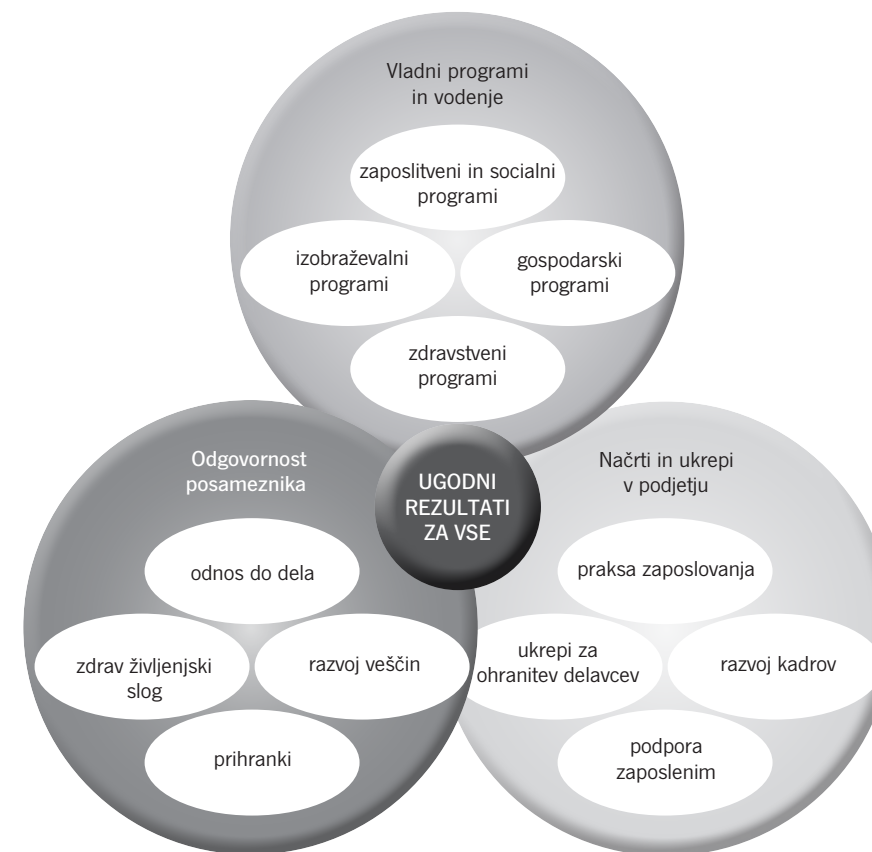 Vladni programi
in vodenje
zaposlitveni in socialni
programi
izobraževalni
programi
gospodarski
programi
zdravstveni
programi
Odgovornost
posameznika
odnos do dela
zdrav življenjski
slog
razvoj veščin
prihranki
UGODNI
REZULTATI
ZA VSE
Načrti in ukrepi
v podjetju
praksa zaposlovanja
ukrepi za
ohranitev delavcev
razvoj kadrov
podpora
zaposlenim